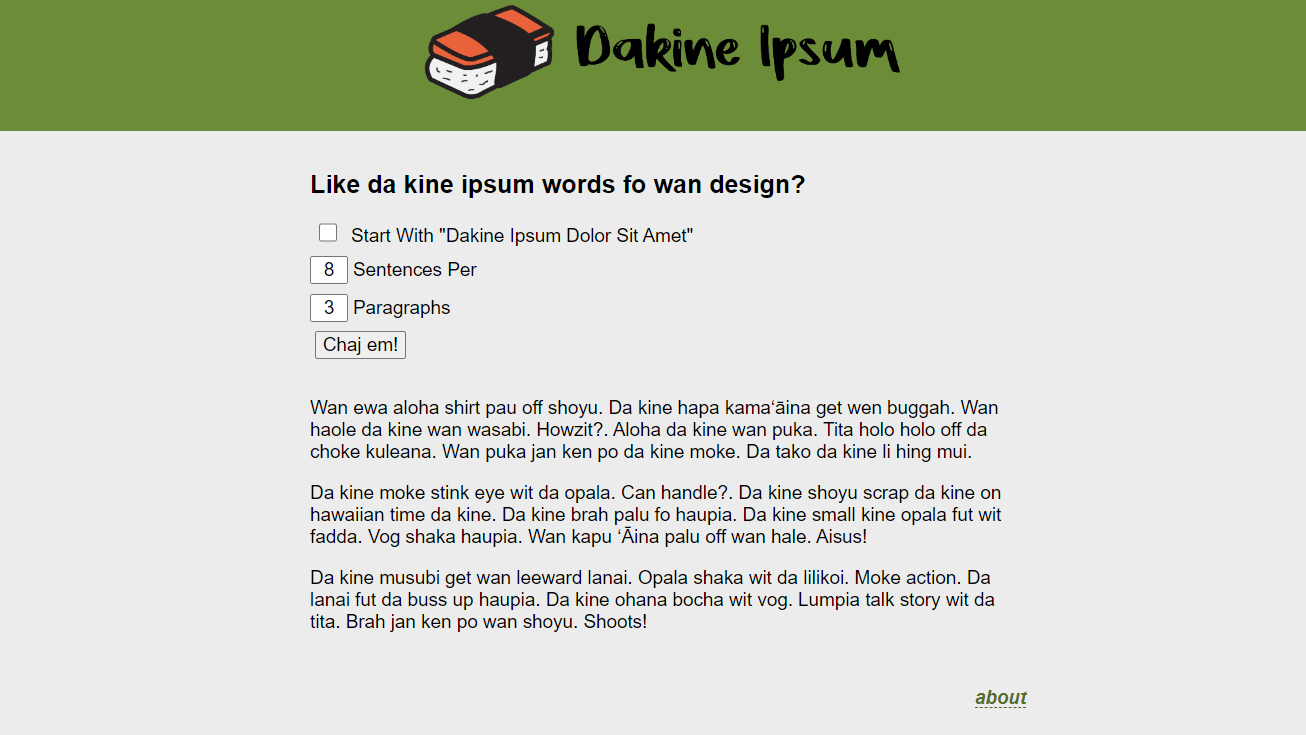 Dakine Ipsum
Like da kine ipsum words fo wan design?
Start With "Dakine Ipsum Dolor Sit Amet"
8 Sentences Per
3 Paragraphs
Chaj em!
Wan ewa aloha shirt pau off shoyu. Da kine hapa kamaʻāina get wen buggah. Wan
haole da kine wan wasabi. Howzit?. Aloha da kine wan puka. Tita holo holo off da
choke kuleana. Wan puka jan ken po da kine moke. Da tako da kine li hing mui.
Da kine moke stink eye wit da opala. Can handle?. Da kine shoyu scrap da kine on
hawaiian time da kine. Da kine brah palu fo haupia. Da kine small kine opala fut wit
fadda. Vog shaka haupia. Wan kapu ʻĀina palu off wan hale. Aisus!
Da kine musubi get wan leeward lanai. Opala shaka wit da lilikoi. Moke action. Da
lanai fut da buss up haupia. Da kine ohana bocha wit vog. Lumpia talk story wit da
tita. Brah jan ken po wan shoyu. Shoots!
about